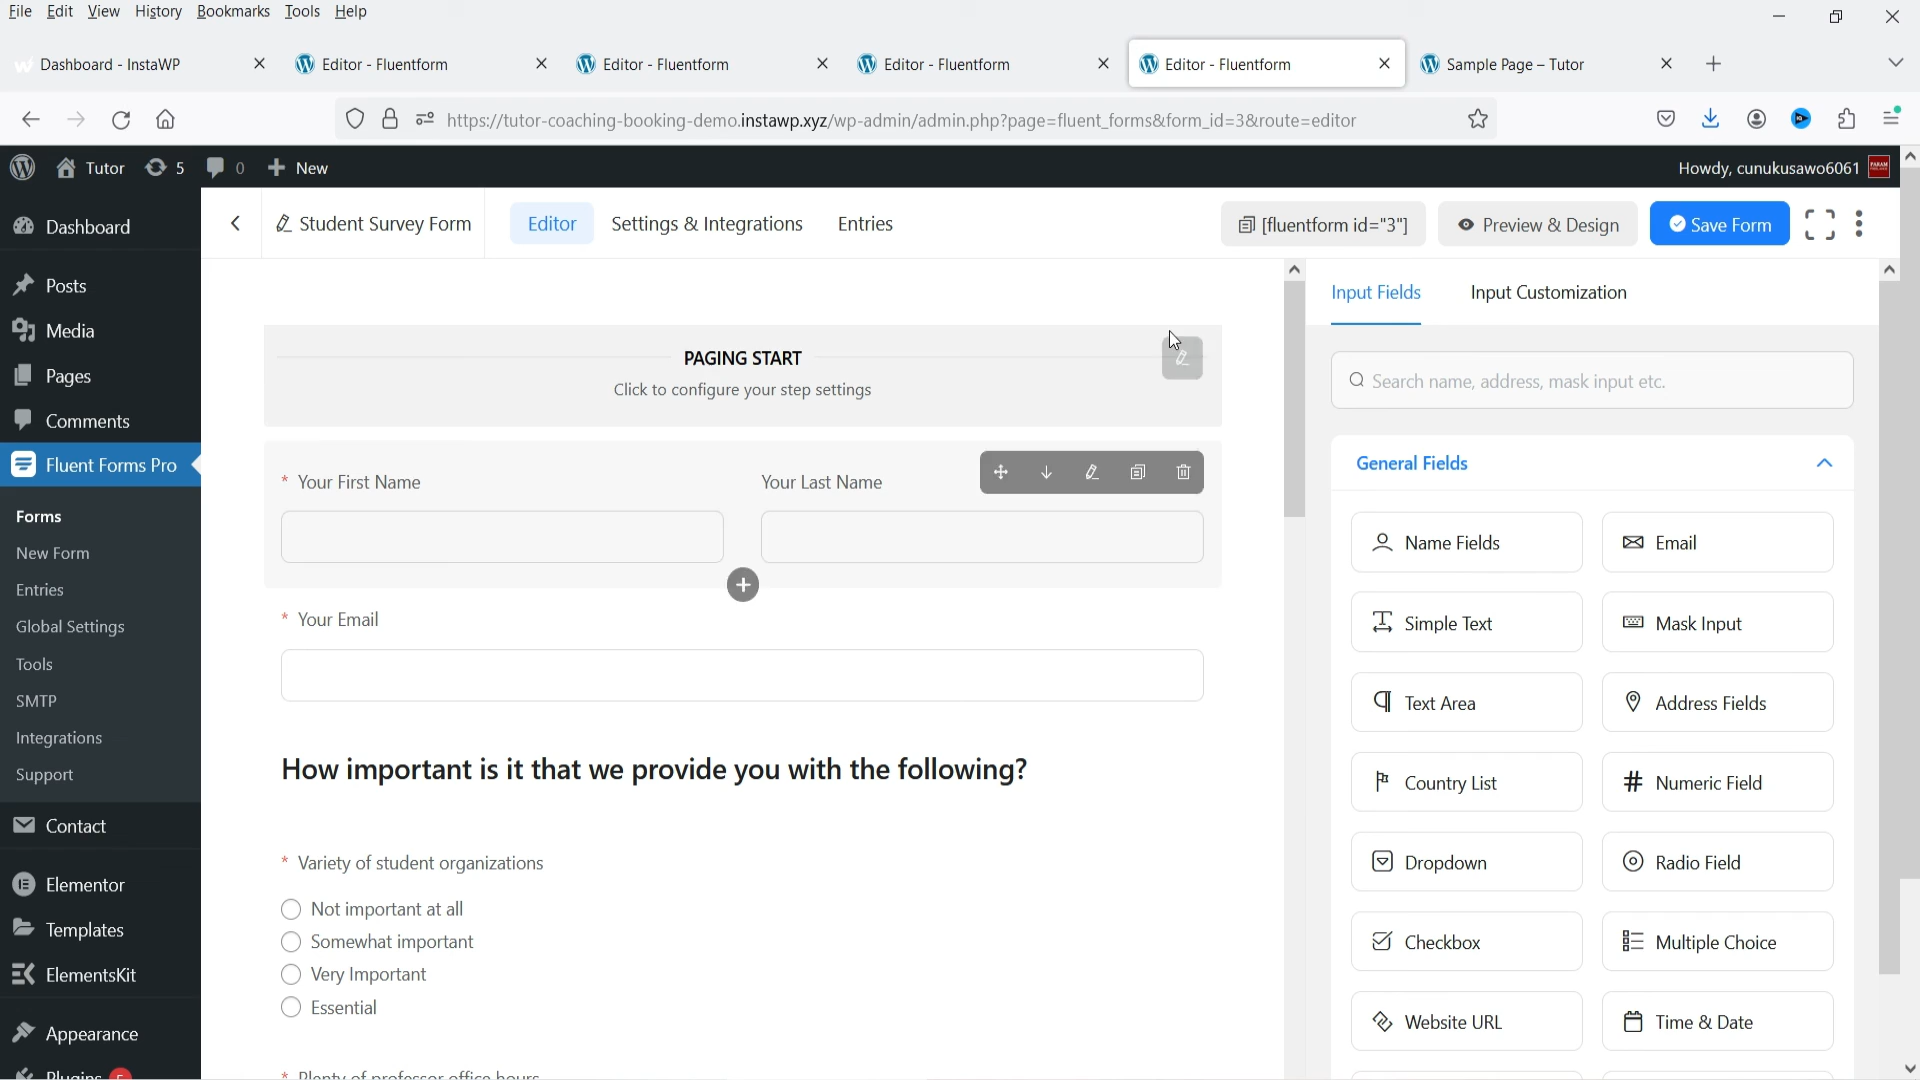 File Edit View History Bookmarks Tools Help
Dashboard - InstaWP
Editor - Fluentform
Editor - Fluentform
Editor - Fluentform
Editor - Fluentform
Sample Page – Tutor
https://tutor-coaching-booking-demo.instawp.xyz/wp-admin/admin.php?page=fluent_forms&form_id=3&route=editor
Tutor 5 0 New
Howdy, cunukusawo6061
Dashboard
Posts
Media
Pages
Comments
Fluent Forms Pro
Forms
New Form
Entries
Global Settings
Tools
SMTP
Integrations
Support
Contact
Elementor
Templates
ElementsKit
Appearance
Plugins
Student Survey Form
Editor
Settings & Integrations
Entries
[fluentform id="3"]
Preview & Design
Save Form
PAGING START
Click to configure your step settings
* Your First Name
Your Last Name
* Your Email
How important is it that we provide you with the following?
* Variety of student organizations
Not important at all
Somewhat important
Very Important
Essential
* Plenty of professor office hours
Input Fields
Input Customization
Search name, address, mask input etc.
General Fields
Name Fields
Email
Simple Text
Mask Input
Text Area
Address Fields
Country List
Numeric Field
Dropdown
Radio Field
Checkbox
Multiple Choice
Website URL
Time & Date